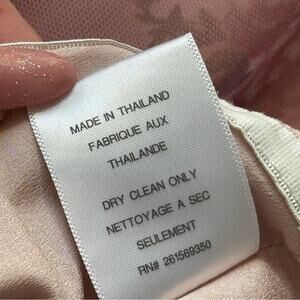 MADE IN THAILAND
FABRIQUE AUX
THAILANDE
DRY CLEAN ONLY
NETTOYAGE A SEC
SEULEMENT
RN# 261569350